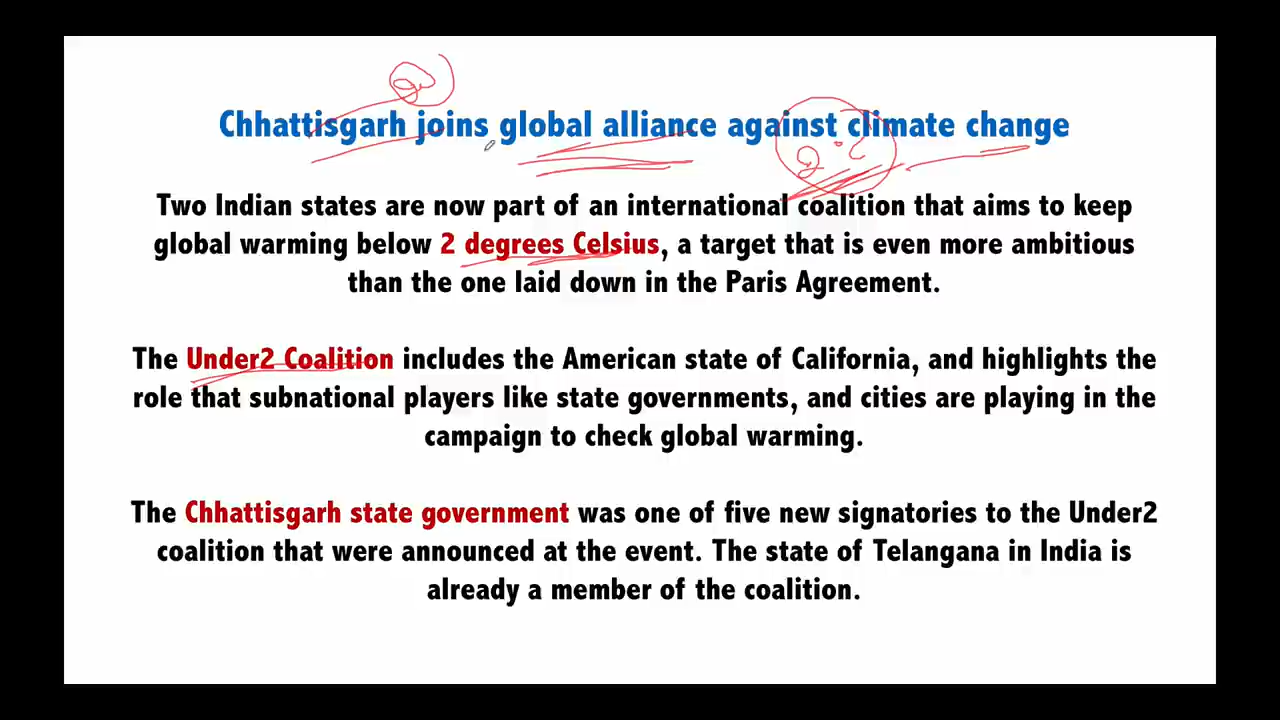 Chhattisgarh joins global alliance against climate change
Two Indian states are now part of an international coalition that aims to keep
global warming below 2 degrees Celsius, a target that is even more ambitious
than the one laid down in the Paris Agreement.
The Under2 Coalition includes the American state of California, and highlights the
role that subnational players like state governments, and cities are playing in the
campaign to check global warming.
The Chhattisgarh state government was one of five new signatories to the Under2
coalition that were announced at the event. The state of Telangana in India is
already a member of the coalition.